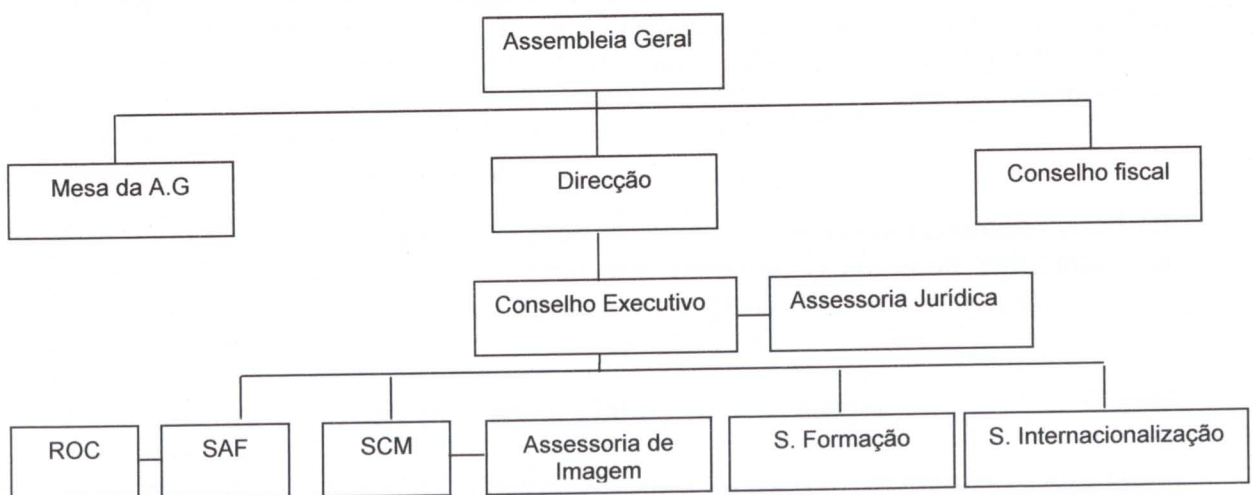 Assembleia Geral
Mesa da A.G
Direcção
Conselho fiscal
Conselho Executivo
Assessoria Jurídica
ROC
SAF
SCM
Assessoria de
Imagem
S. Formação
S. Internacionalização